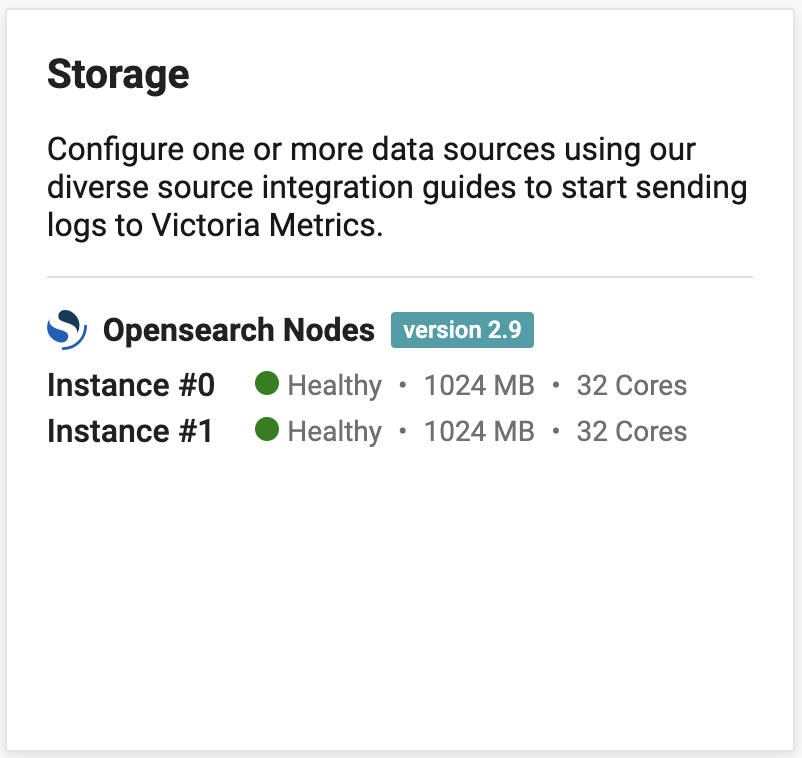 Storage
Configure one or more data sources using our
diverse source integration guides to start sending
logs to Victoria Metrics.
Opensearch Nodes version 2.9
Instance #0 Healthy • 1024 MB • 32 Cores
Instance #1 Healthy • 1024 MB • 32 Cores